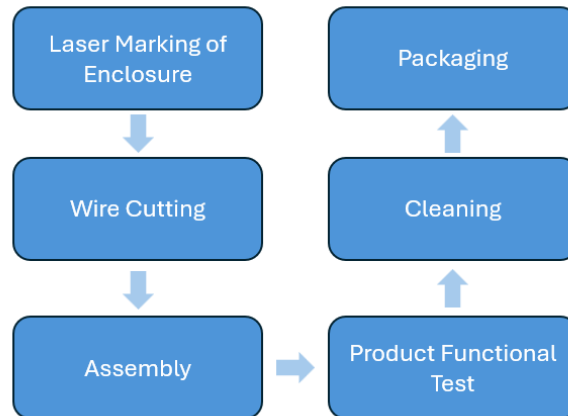 Laser Marking of
Enclosure
Wire Cutting
Assembly
Product Functional
Test
Cleaning
Packaging